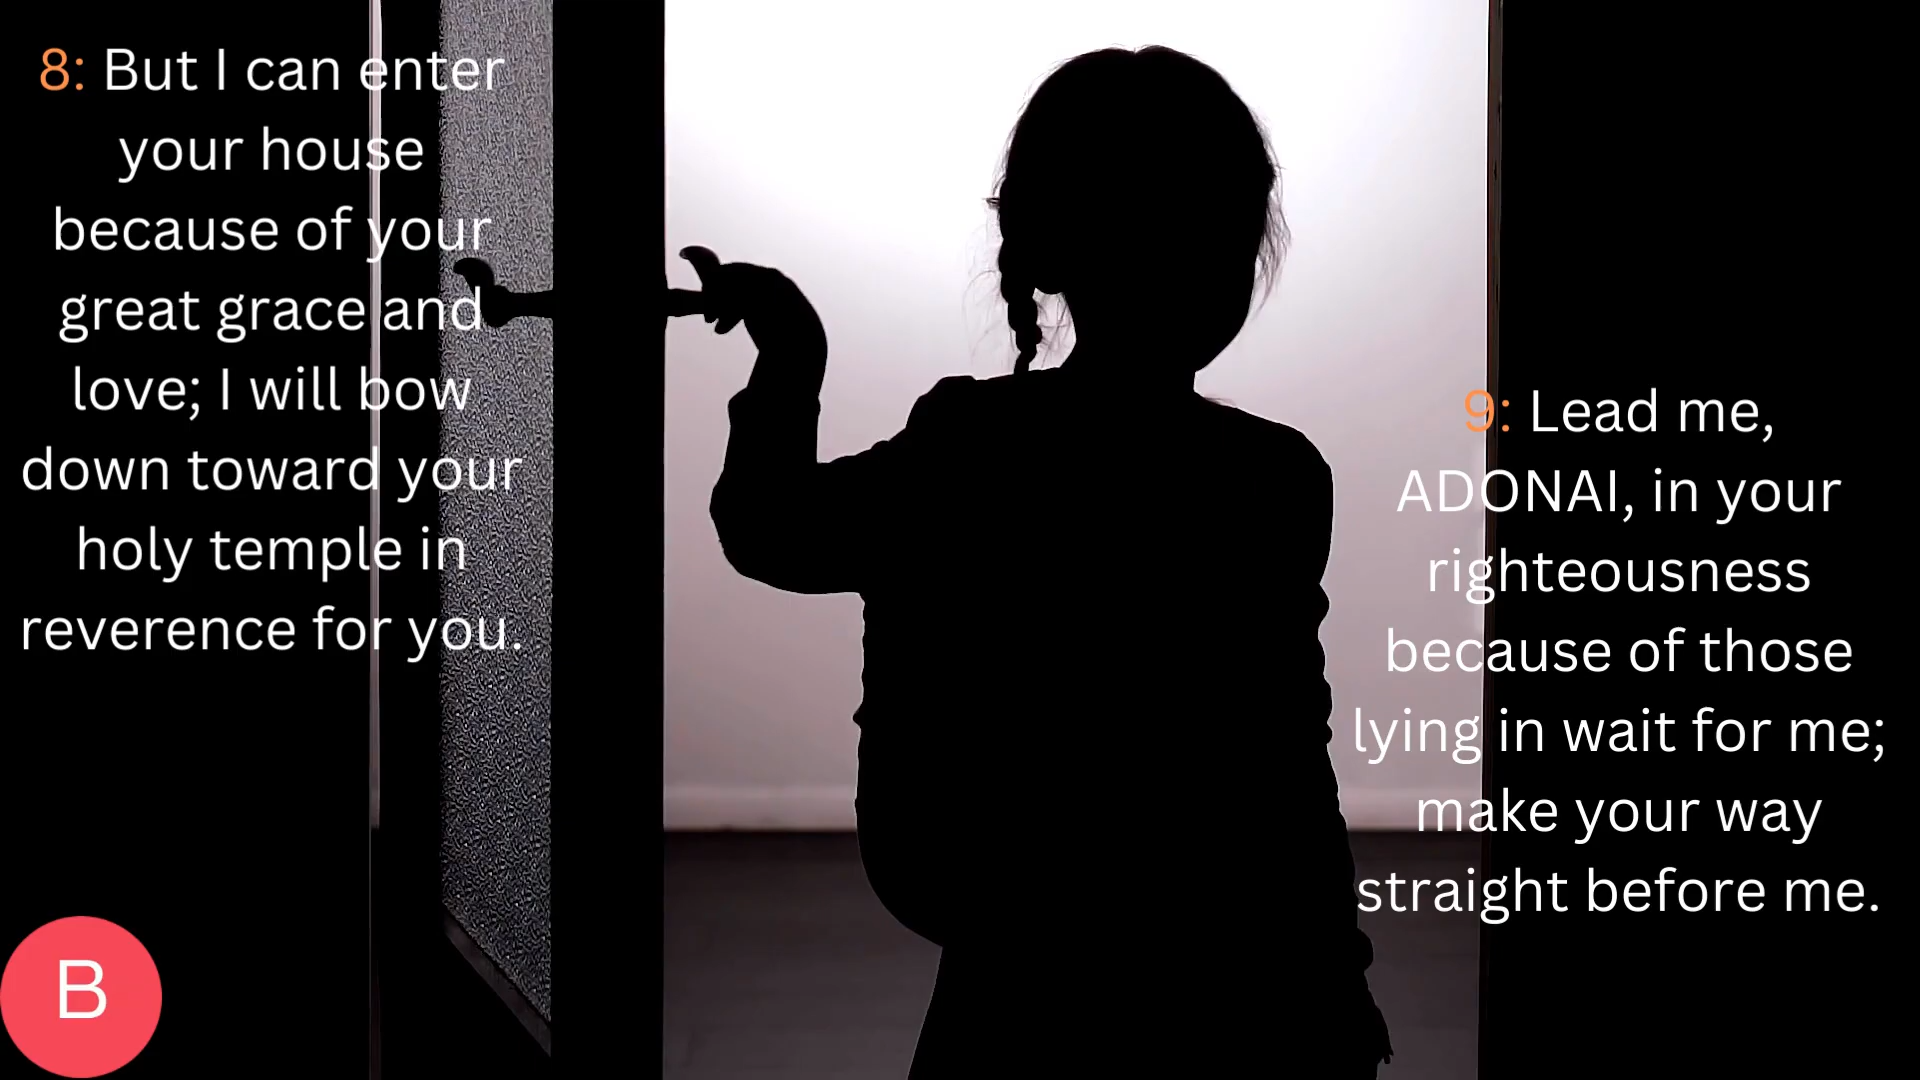 8: But I can enter
your house
because of your
great grace and
love; I will bow
down toward your
holy temple in
reverence for you.
9: Lead me,
ADONAI, in your
righteousness
because of those
lying in wait for me;
make your way
straight before me.
B